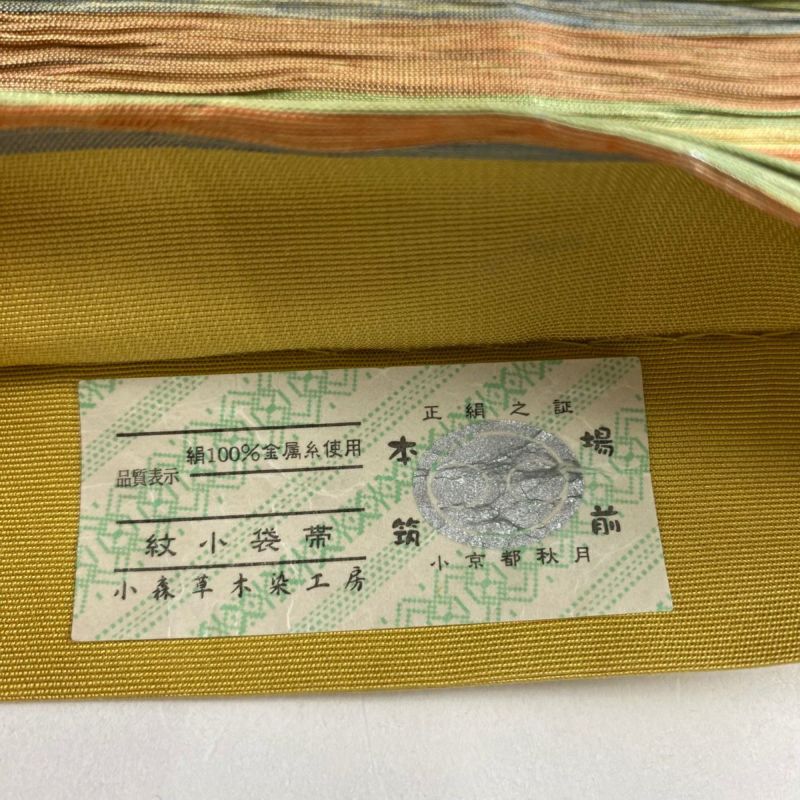 絹100%金属糸使用
品質表示
紋小袋帯
小森草木染工房
正絹之証
本場
筑前
小京都秋月